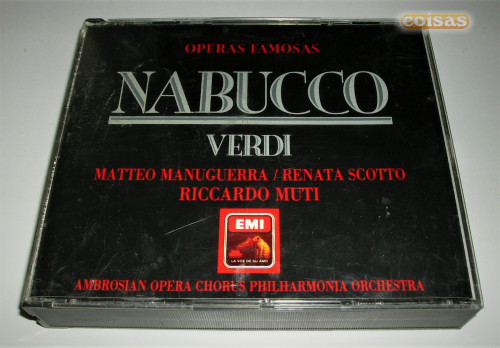 coisas
OPERAS FAMOSAS
NABUCCO
VERDI
MATTEO MANUGUERRA / RENATA SCOTTO
RICCARDO MUTI
EMI
LA VOZ DE SU AMO
AMBROSIAN OPERA CHORUS PHILHARMONIA ORCHESTRA